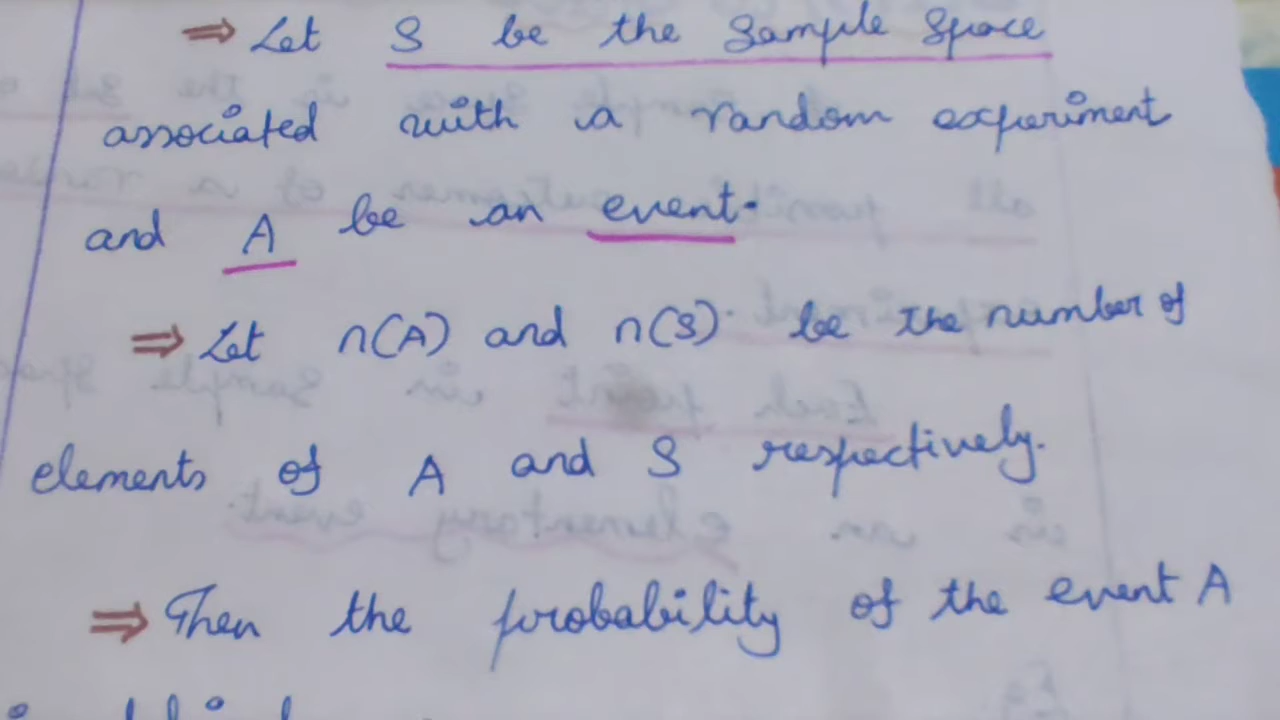 ⇒ Let S be the Sample Space
associated with a random experiment
and A be an event.
⇒ Let n(A) and n(S) be the number of
elements of A and S respectively.
⇒ Then the probability of the event A